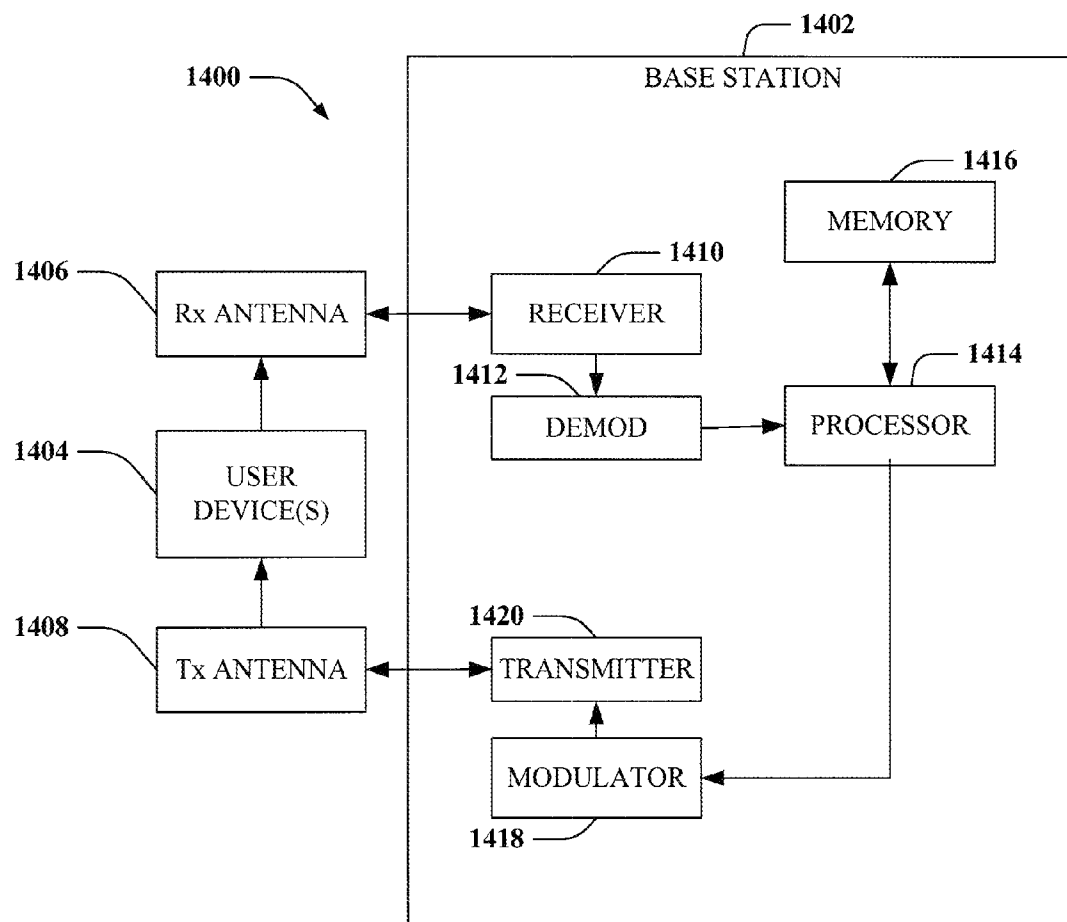 1402
BASE STATION
1400
1416
MEMORY
1410
1406
Rx ANTENNA
RECEIVER
1414
1412
DEMOD
PROCESSOR
1404
USER
DEVICE(S)
1420
1408
Tx ANTENNA
TRANSMITTER
MODULATOR
1418